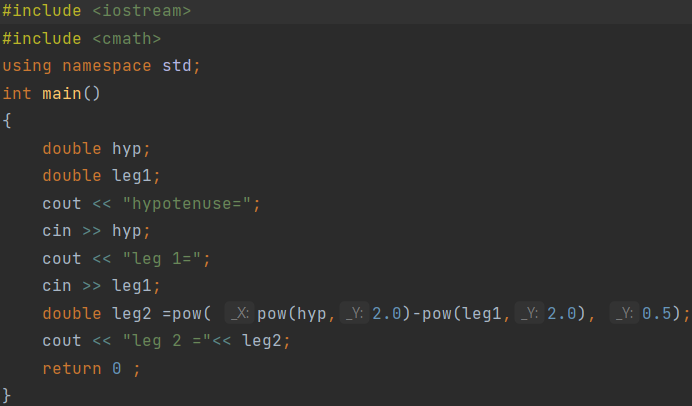 #include <iostream>
#include <cmath>
using namespace std;
int main()
{
    double hyp;
    double leg1;
    cout << "hypotenuse=";
    cin >> hyp;
    cout << "leg 1=";
    cin >> leg1;
    double leg2 =pow( _X: pow(hyp, _Y: 2.0)-pow(leg1, _Y: 2.0), _Y: 0.5);
    cout << "leg 2 ="<< leg2;
    return 0 ;
}